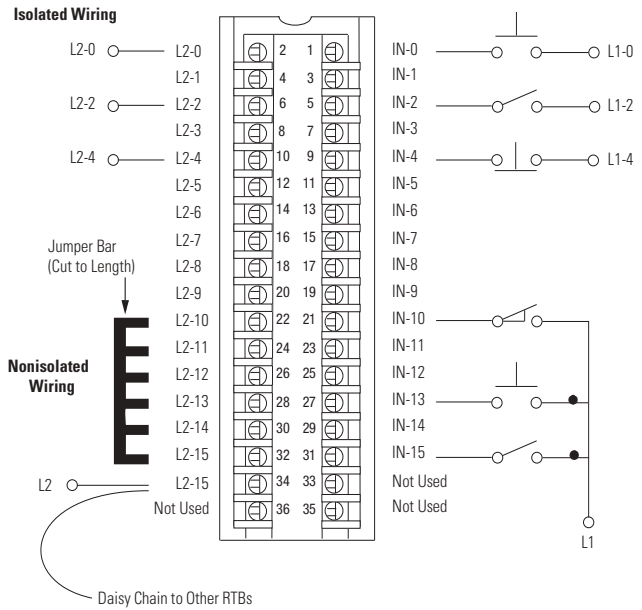 Isolated Wiring
L2-0 L2-0 2 1 IN-0 L1-0
L2-1 4 3 IN-1
L2-2 L2-2 6 5 IN-2 L1-2
L2-3 8 7 IN-3
L2-4 L2-4 10 9 IN-4 L1-4
L2-5 12 11 IN-5
L2-6 14 13 IN-6
L2-7 16 15 IN-7
Jumper Bar
(Cut to Length)
L2-8 18 17 IN-8
L2-9 20 19 IN-9
L2-10 22 21 IN-10
L2-11 24 23 IN-11
Nonisolated
Wiring
L2-12 26 25 IN-12
L2-13 28 27 IN-13
L2-14 30 29 IN-14
L2-15 32 31 IN-15
L2 L2-15 34 33 Not Used
Not Used 36 35 Not Used
L1
Daisy Chain to Other RTBs